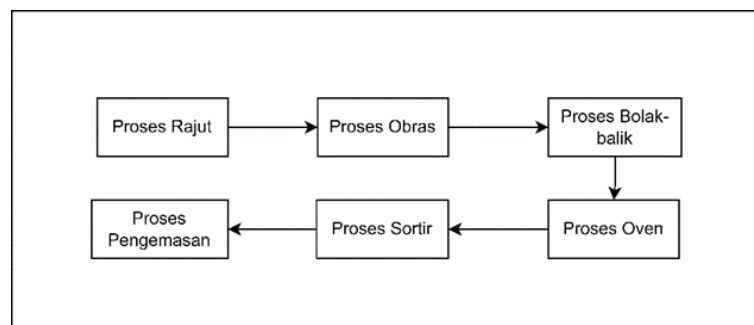 Proses Rajut
Proses Obras
Proses Bolak-
balik
Proses Oven
Proses Sortir
Proses
Pengemasan